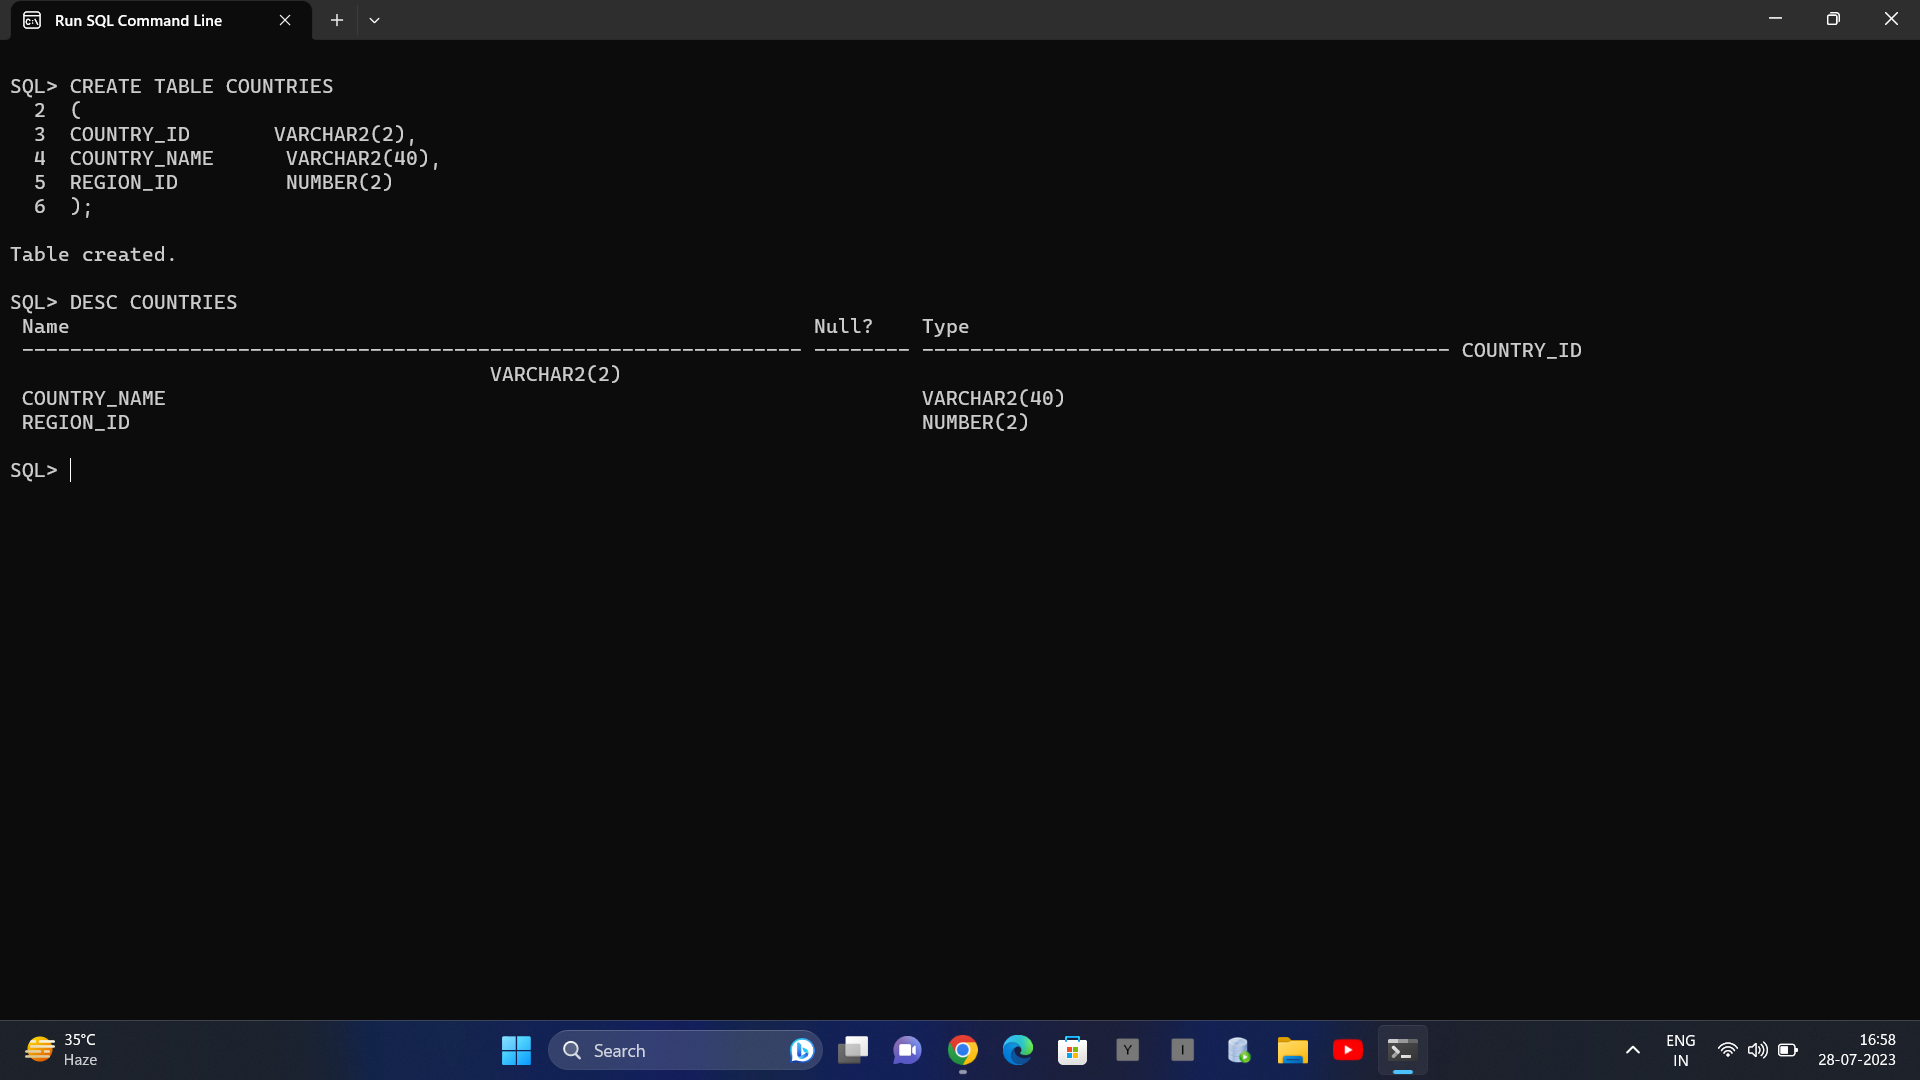 Run SQL Command Line
SQL> CREATE TABLE COUNTRIES
  2  (
  3  COUNTRY_ID       VARCHAR2(2),
  4  COUNTRY_NAME      VARCHAR2(40),
  5  REGION_ID         NUMBER(2)
  6  );
Table created.
SQL> DESC COUNTRIES
 Name                                                              Null?    Type
 ----------------------------------------------------------------- -------- -------------------------------------------- COUNTRY_ID
                                        VARCHAR2(2)
 COUNTRY_NAME                                                               VARCHAR2(40)
 REGION_ID                                                                  NUMBER(2)
SQL>
35°C
Haze
Search
Y
I
ENG
IN
16:58
28-07-2023